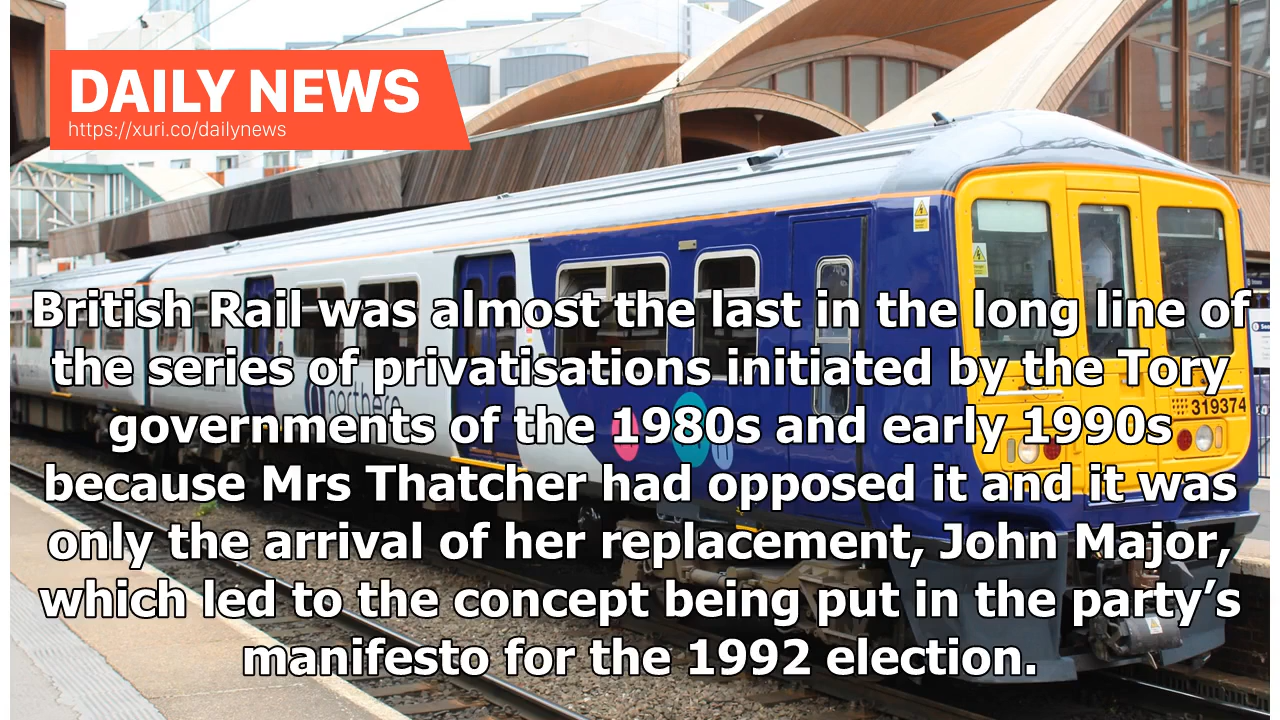 DAILY NEWS
https://xuri.co/dailynews
British Rail was almost the last in the long line of
the series of privatisations initiated by the Tory
governments of the 1980s and early 1990s
because Mrs Thatcher had opposed it and it was
only the arrival of her replacement, John Major,
which led to the concept being put in the party’s
manifesto for the 1992 election.
northern
319374